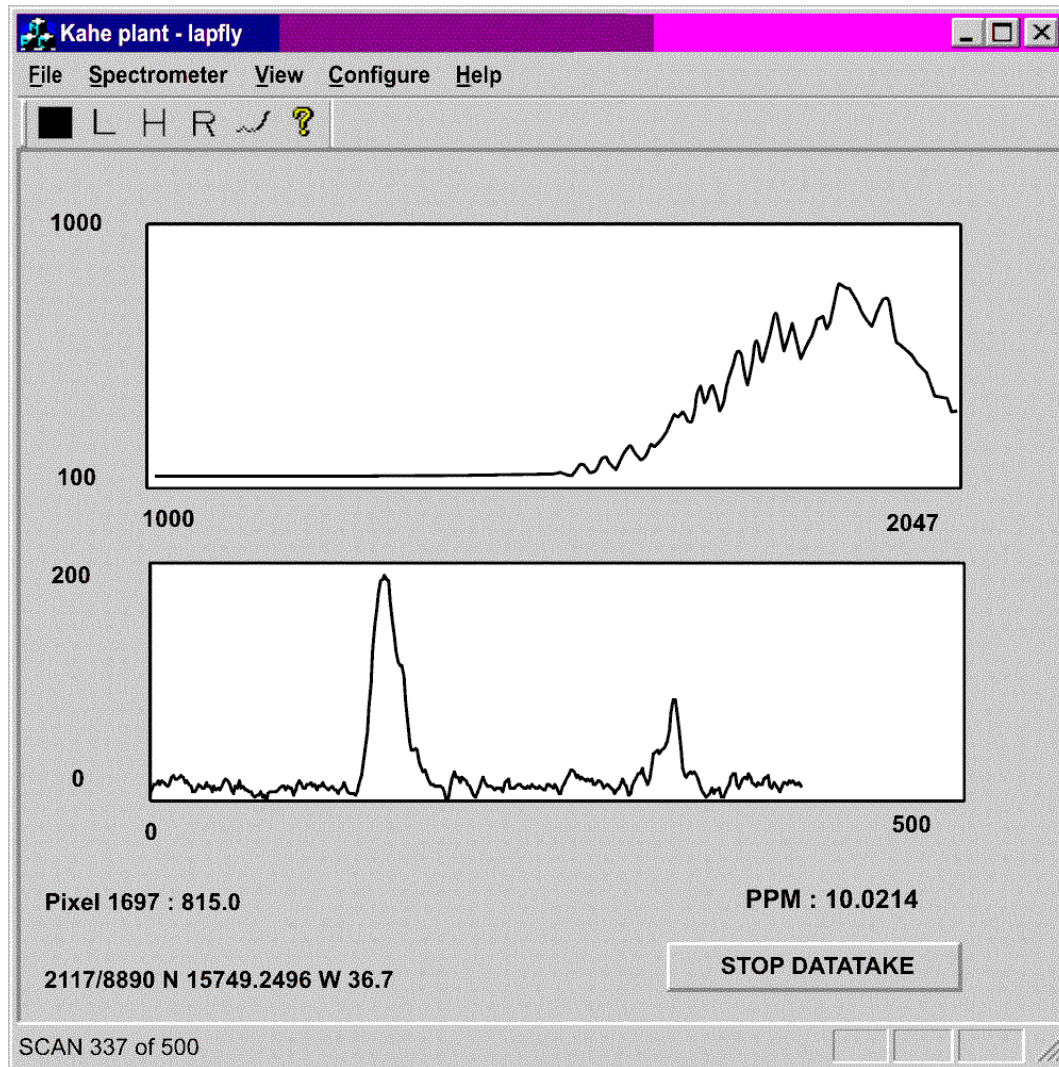 Kahe plant - lapfly
File Spectrometer View Configure Help
L H R ?
1000
100
1000 2047
200
0
0 500
Pixel 1697 : 815.0 PPM : 10.0214
2117/8890 N 15749.2496 W 36.7 STOP DATATAKE
SCAN 337 of 500